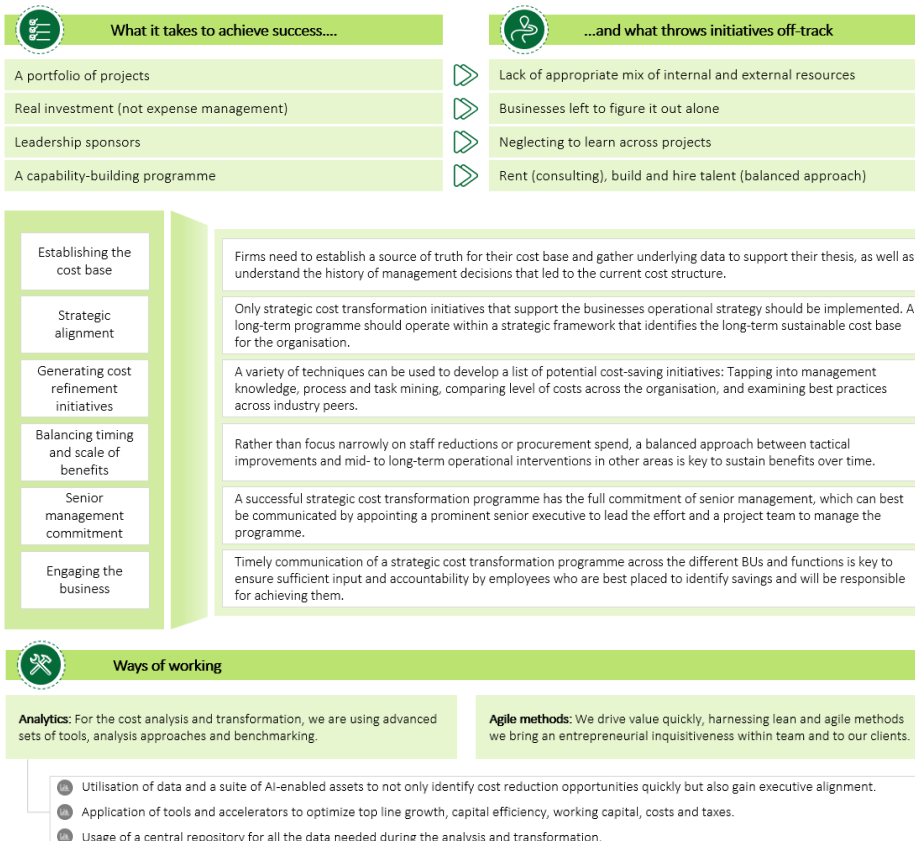 What it takes to achieve success....
...and what throws initiatives off-track
A portfolio of projects
Lack of appropriate mix of internal and external resources
Real investment (not expense management)
Businesses left to figure it out alone
Leadership sponsors
Neglecting to learn across projects
A capability-building programme
Rent (consulting), build and hire talent (balanced approach)
Establishing the
cost base
Firms need to establish a source of truth for their cost base and gather underlying data to support their thesis, as well as
understand the history of management decisions that led to the current cost structure.
Strategic
alignment
Only strategic cost transformation initiatives that support the businesses operational strategy should be implemented. A
long-term programme should operate within a strategic framework that identifies the long-term sustainable cost base
for the organisation.
Generating cost
refinement
initiatives
A variety of techniques can be used to develop a list of potential cost-saving initiatives: Tapping into management
knowledge, process and task mining, comparing level of costs across the organisation, and examining best practices
across industry peers.
Balancing timing
and scale of
benefits
Rather than focus narrowly on staff reductions or procurement spend, a balanced approach between tactical
improvements and mid- to long-term operational interventions in other areas is key to sustain benefits over time.
Senior
management
commitment
A successful strategic cost transformation programme has the full commitment of senior management, which can best
be communicated by appointing a prominent senior executive to lead the effort and a project team to manage the
programme.
Engaging the
business
Timely communication of a strategic cost transformation programme across the different BUs and functions is key to
ensure sufficient input and accountability by employees who are best placed to identify savings and will be responsible
for achieving them.
Ways of working
Analytics: For the cost analysis and transformation, we are using advanced
sets of tools, analysis approaches and benchmarking.
Agile methods: We drive value quickly, harnessing lean and agile methods
we bring an entrepreneurial inquisitiveness within team and to our clients.
Utilisation of data and a suite of AI-enabled assets to not only identify cost reduction opportunities quickly but also gain executive alignment.
Application of tools and accelerators to optimize top line growth, capital efficiency, working capital, costs and taxes.
Usage of a central repository for all the data needed during the analysis and transformation.